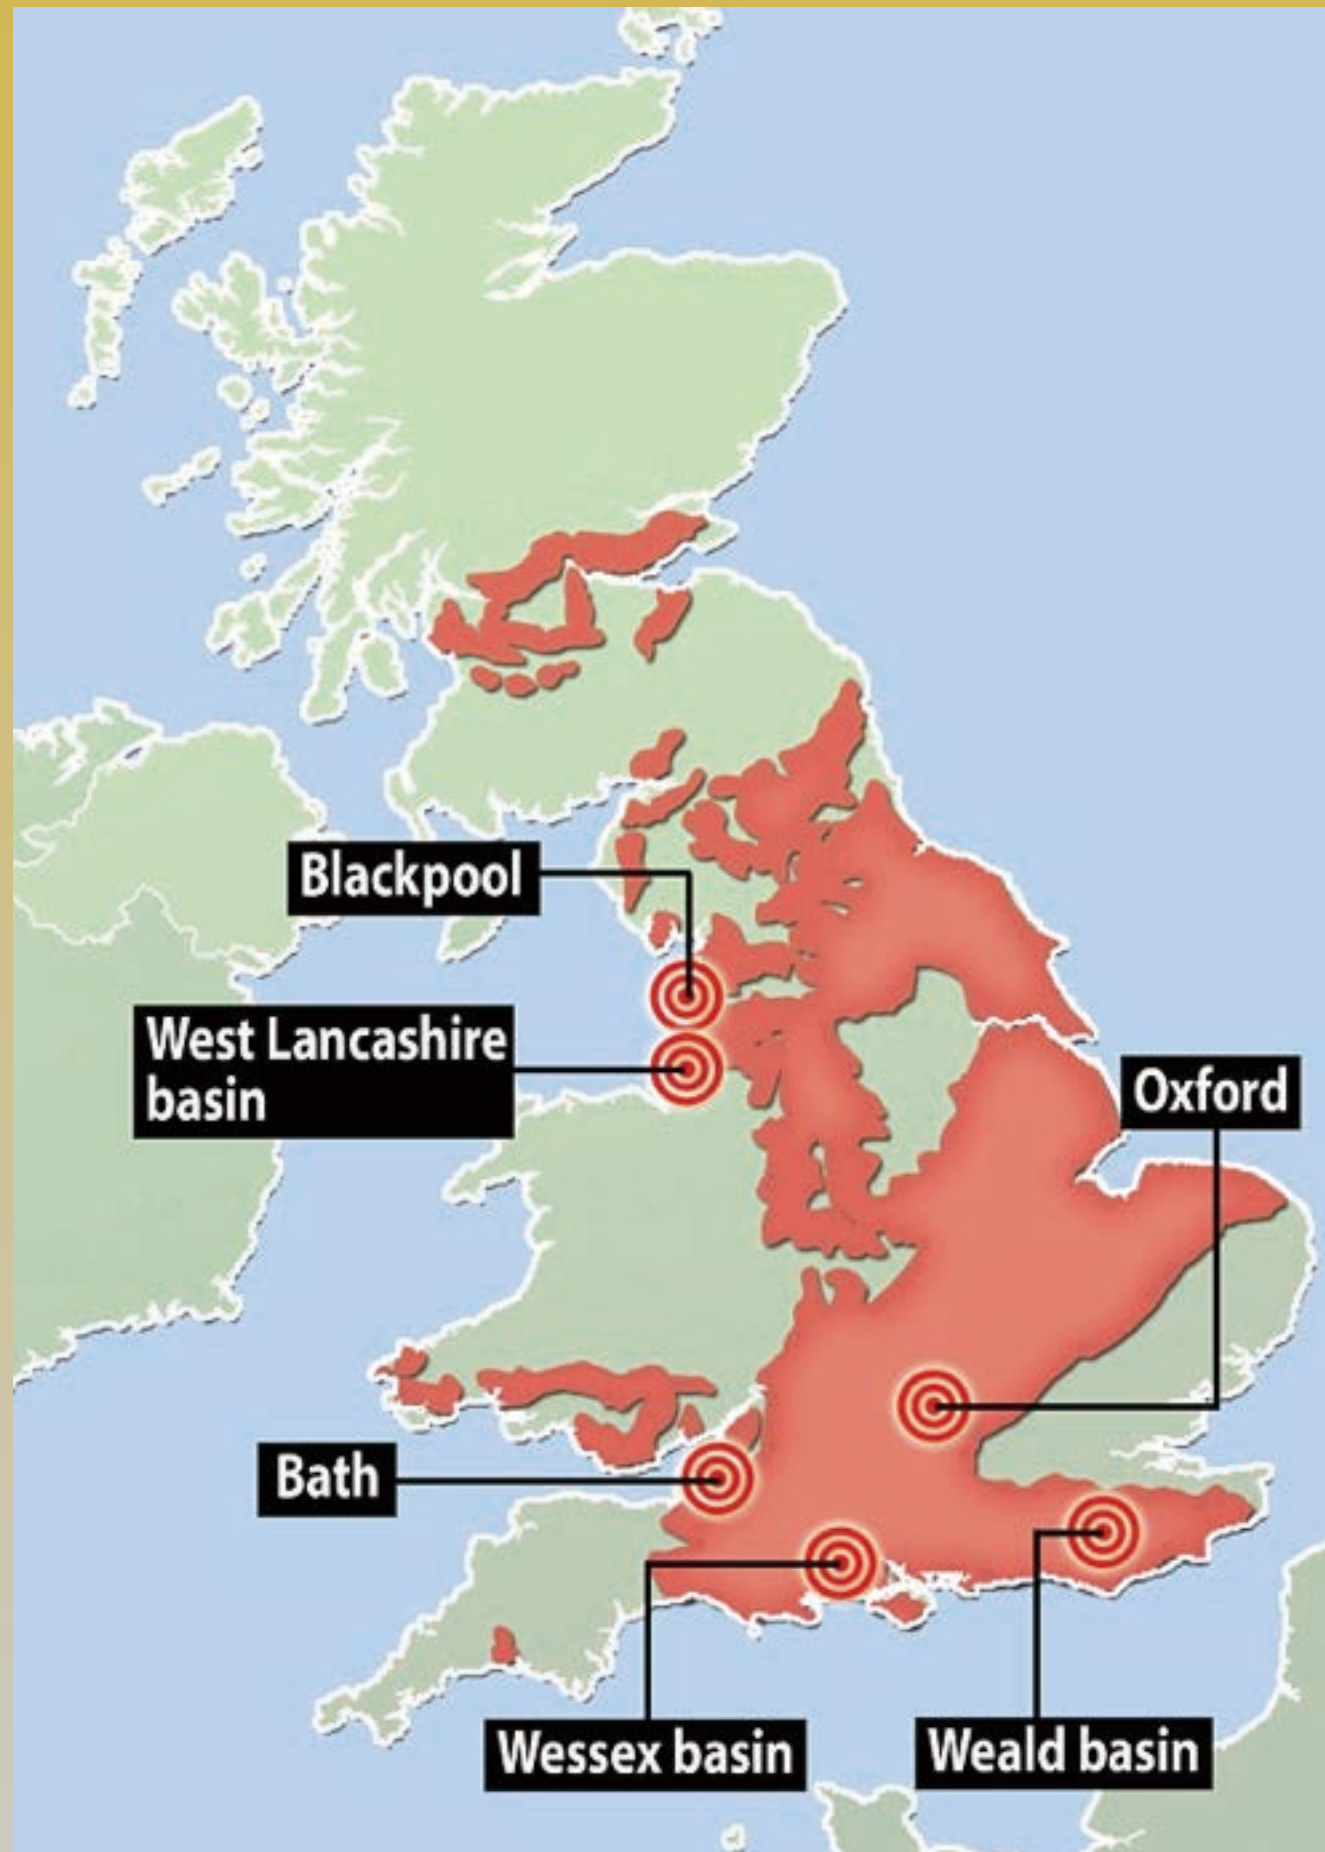 Blackpool
West Lancashire
basin
Oxford
Bath
Wessex basin
Weald basin